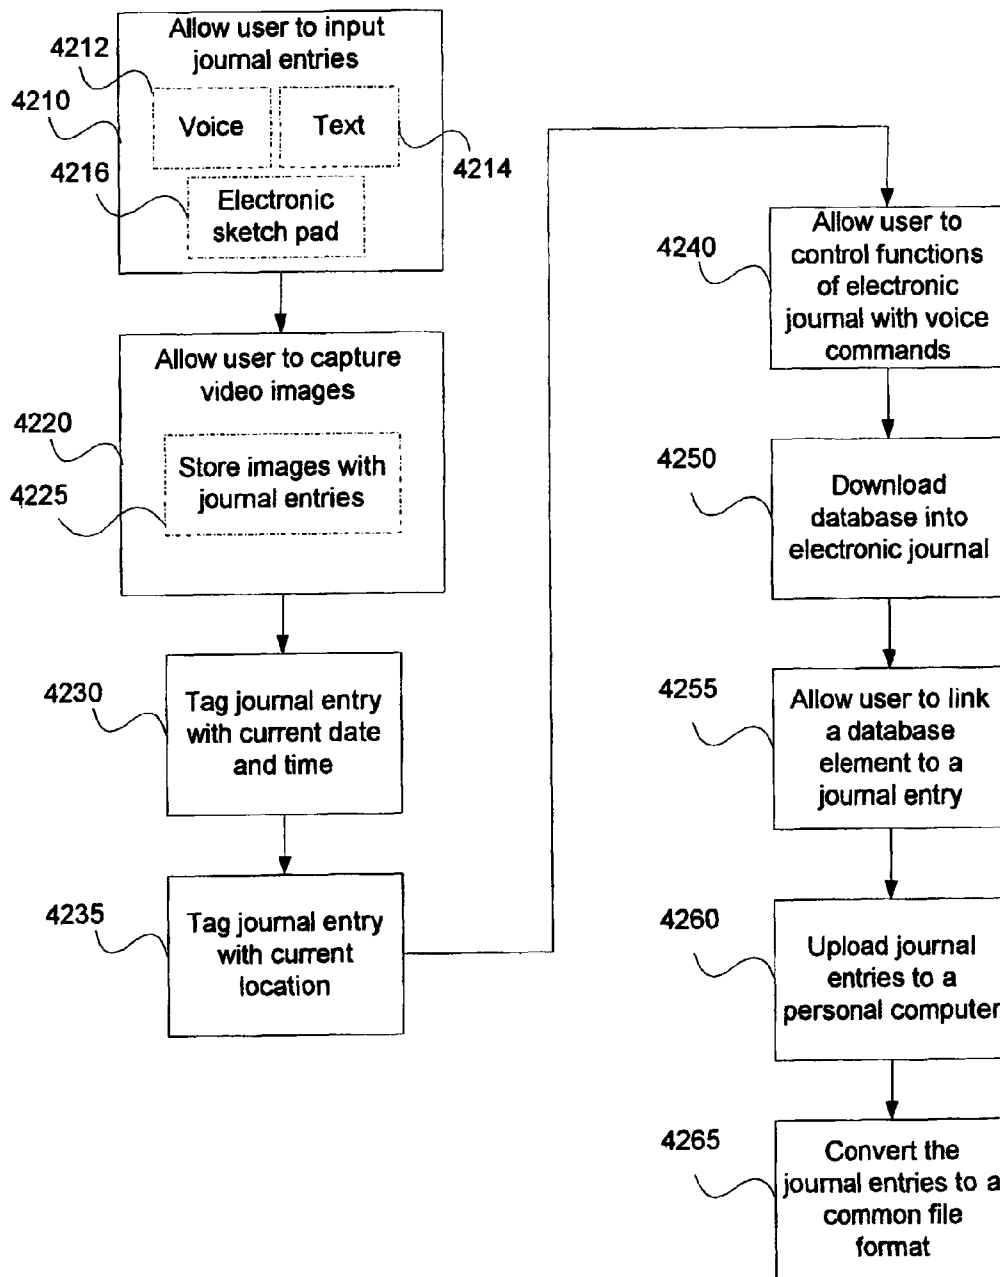 Allow user to input
journal entries
4212
4210
Voice
Text
4214
4216
Electronic
sketch pad
Allow user to capture
video images
4220
Store images with
journal entries
4225
4230
Tag journal entry
with current date
and time
4235
Tag journal entry
with current
location
4240
Allow user to
control functions
of electronic
journal with voice
commands
4250
Download
database into
electronic journal
4255
Allow user to link
a database
element to a
journal entry
4260
Upload journal
entries to a
personal computer
4265
Convert the
journal entries to a
common file
format